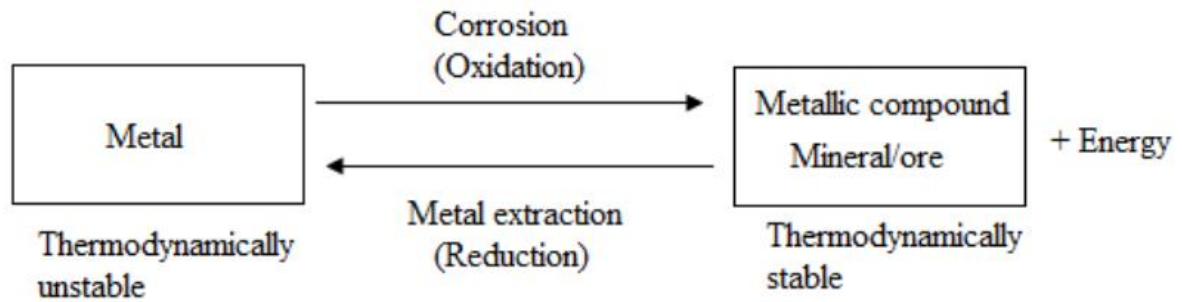 Corrosion
(Oxidation)
Metal
Metallic compound
Mineral/ore
+ Energy
Metal extraction
(Reduction)
Thermodynamically
unstable
Thermodynamically
stable